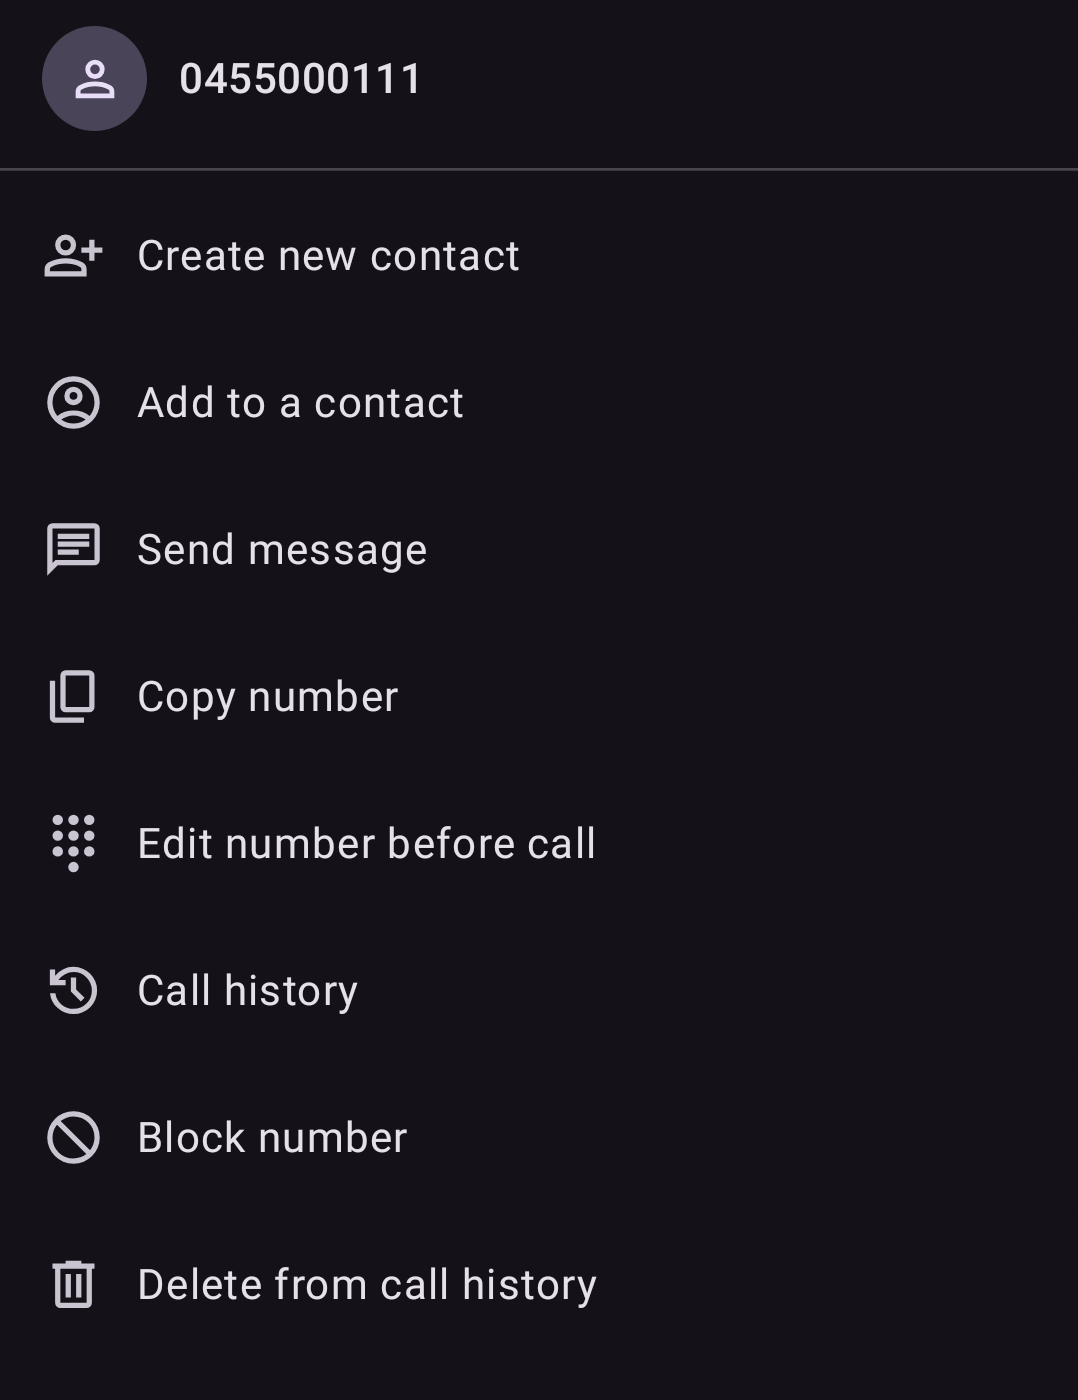 0455000111
Create new contact
Add to a contact
Send message
Copy number
Edit number before call
Call history
Block number
Delete from call history